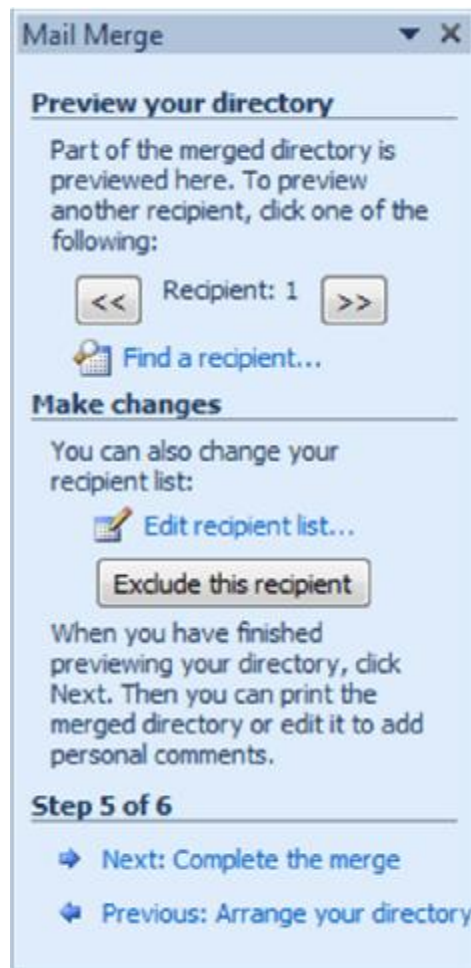 Mail Merge
Preview your directory
Part of the merged directory is
previewed here. To preview
another recipient, click one of the
following:
<< Recipient: 1 >>
Find a recipient...
Make changes
You can also change your
recipient list:
Edit recipient list...
Exclude this recipient
When you have finished
previewing your directory, click
Next. Then you can print the
merged directory or edit it to add
personal comments.
Step 5 of 6
Next: Complete the merge
Previous: Arrange your directory